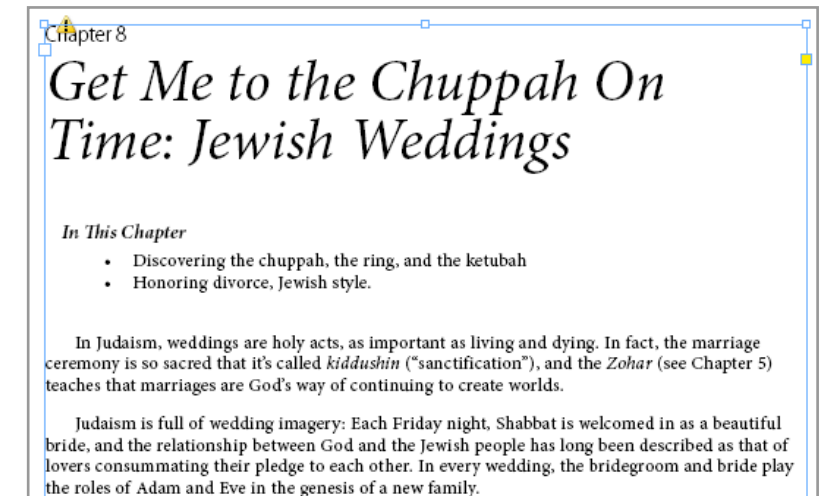 Chapter 8
Get Me to the Chuppah On
Time: Jewish Weddings
In This Chapter
• Discovering the chuppah, the ring, and the ketubah
• Honoring divorce, Jewish style.
In Judaism, weddings are holy acts, as important as living and dying. In fact, the marriage
ceremony is so sacred that it’s called kiddushin (“sanctification”), and the Zohar (see Chapter 5)
teaches that marriages are God’s way of continuing to create worlds.
Judaism is full of wedding imagery: Each Friday night, Shabbat is welcomed in as a beautiful
bride, and the relationship between God and the Jewish people has long been described as that of
lovers consummating their pledge to each other. In every wedding, the bridegroom and bride play
the roles of Adam and Eve in the genesis of a new family.